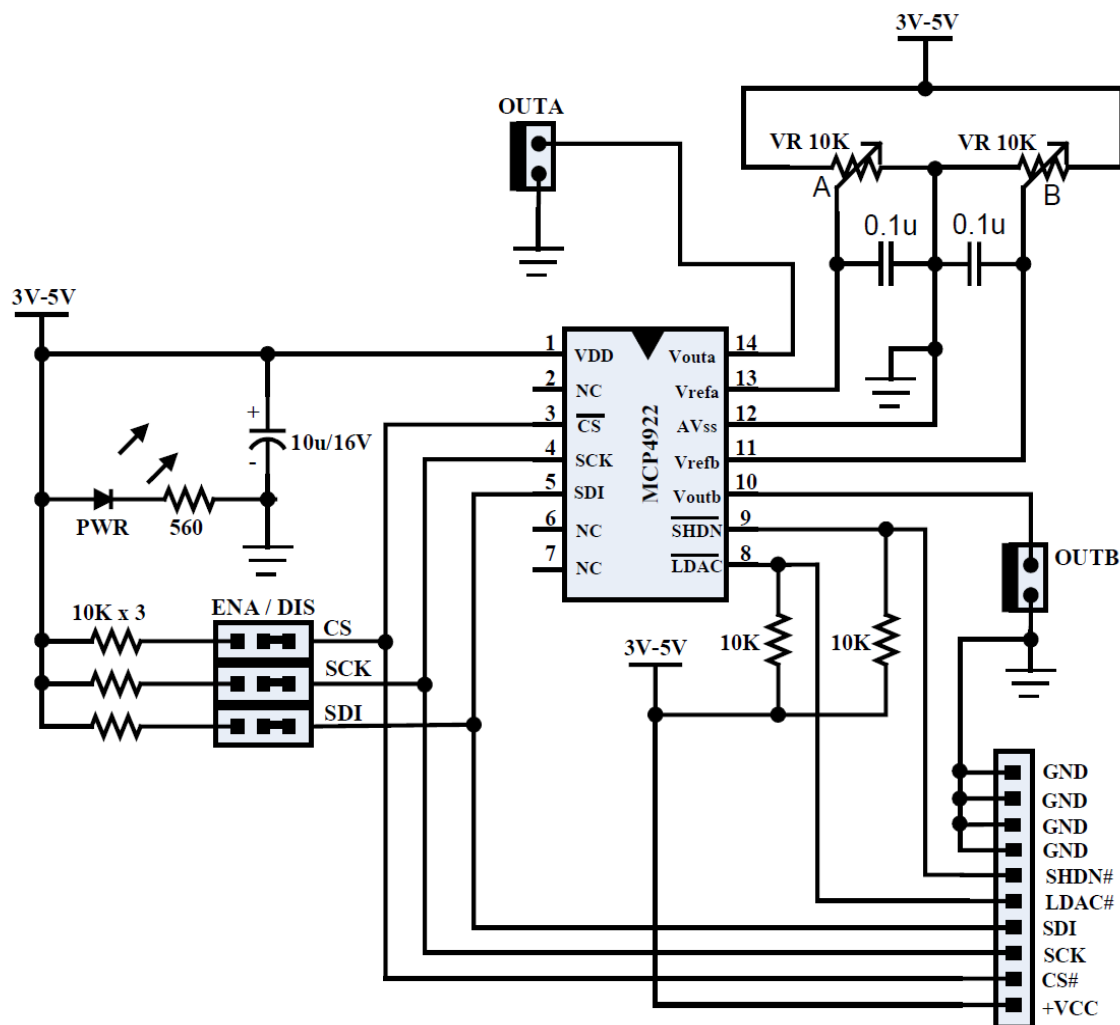 3V-5V
OUTA
VR 10K
VR 10K
A
B
0.1u
0.1u
3V-5V
1
VDD
Vouta
14
2
NC
Vrefa
13
3
CS
AVss
12
4
SCK
Vrefb
11
5
SDI
Voutb
10
6
NC
SHDN
9
7
NC
LDAC
8
MCP4922
+
10u/16V
-
PWR
560
OUTB
10K x 3
ENA / DIS
CS
SCK
SDI
3V-5V
10K
10K
GND
GND
GND
GND
SHDN#
LDAC#
SDI
SCK
CS#
+VCC